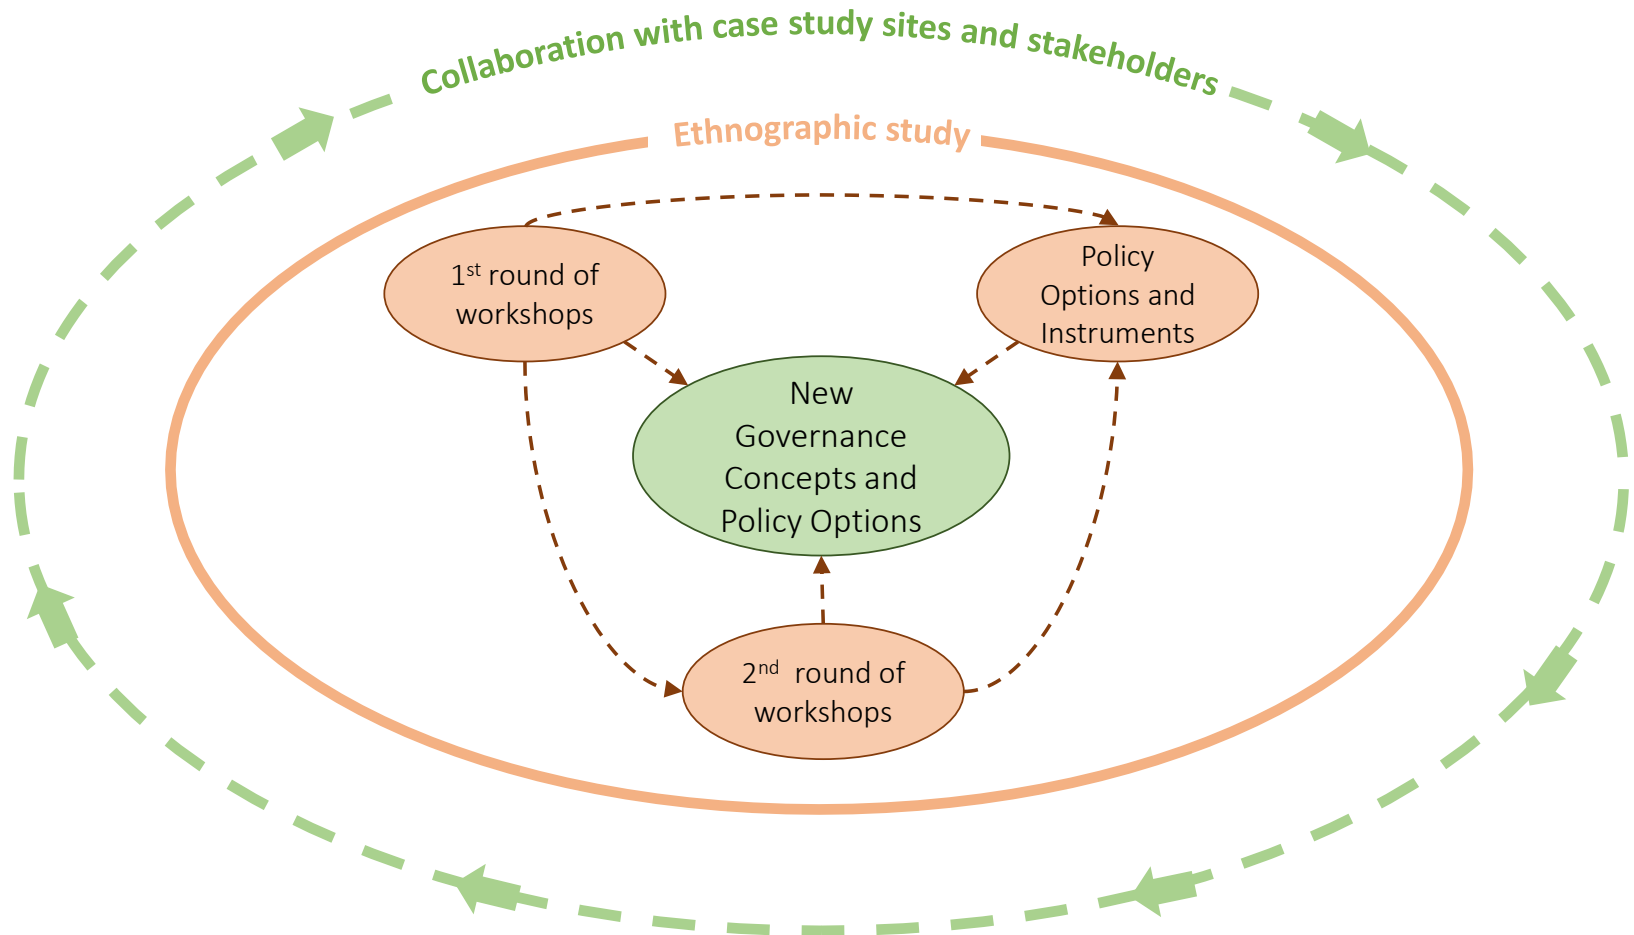 Collaboration with case study sites and stakeholders
Ethnographic study
1st round of
workshops
Policy
Options and
Instruments
New
Governance
Concepts and
Policy Options
2nd round of
workshops